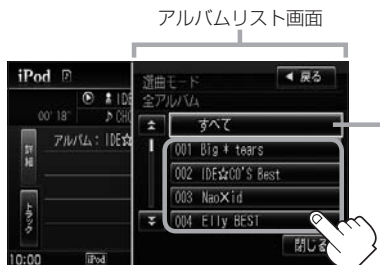 アルバムリスト画面
iPod
選曲モード
◀ 戻る
全アルバム
00'18"
すべて
アルバム: IDE☆
詳細
001 Big * tears
002 IDE☆CO'S Best
003 Nao×id
トラック
004 Elly BEST
閉じる
10:00
iPod